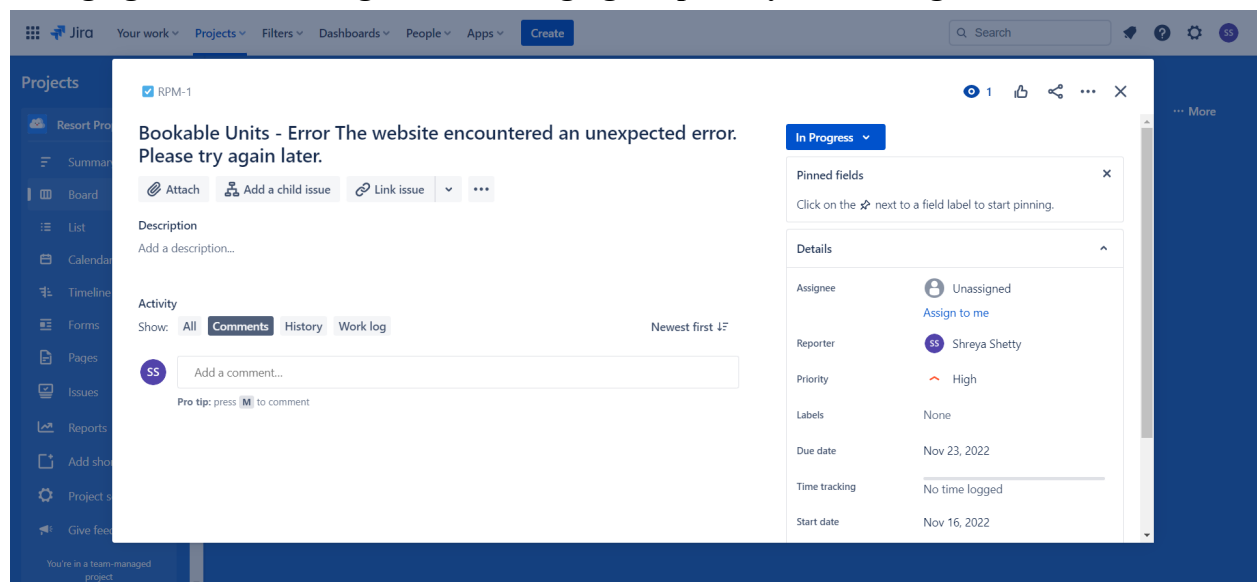 Jira
Your work
Projects
Filters
Dashboards
People
Apps
Create
Search
SS
Projects
Resort Pro
Summar
Board
List
Calendar
Timeline
Forms
Pages
Issues
Reports
Add sho
Project s
Give feed
You're in a team-managed
project
More
RPM-1
1
Bookable Units - Error The website encountered an unexpected error.
Please try again later.
Attach
Add a child issue
Link issue
Description
Add a description...
Activity
Show: All Comments History Work log
Newest first
SS
Add a comment...
Pro tip: press M to comment
In Progress
Pinned fields
Click on the next to a field label to start pinning.
Details
Assignee
Unassigned
Assign to me
Reporter
SS Shreya Shetty
Priority
High
Labels
None
Due date
Nov 23, 2022
Time tracking
No time logged
Start date
Nov 16, 2022